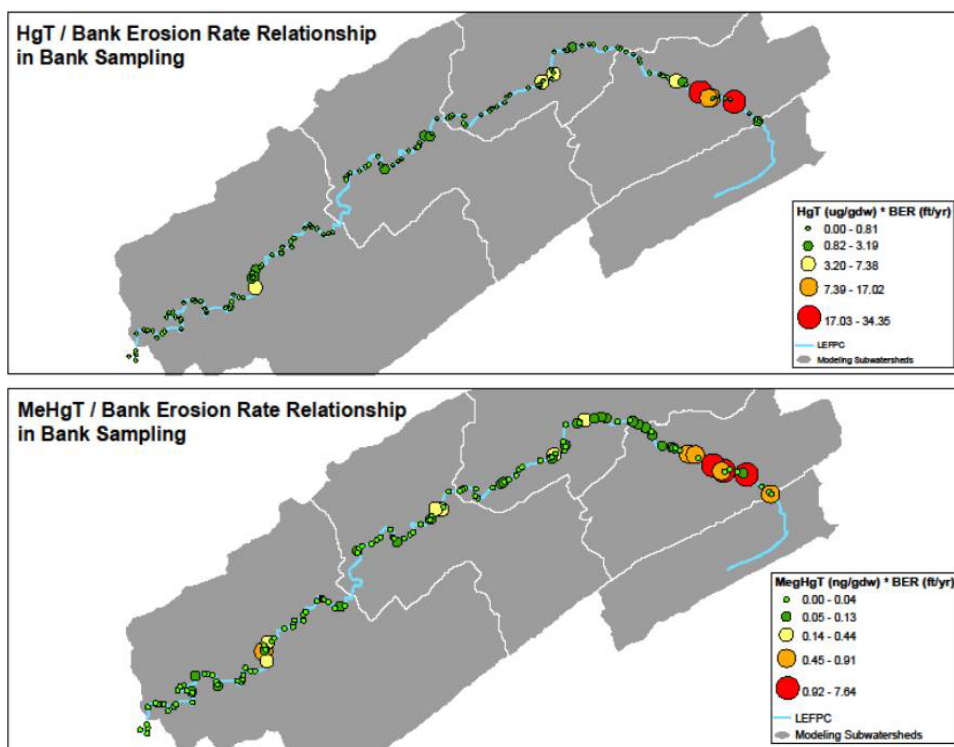 HgT / Bank Erosion Rate Relationship
in Bank Sampling
HgT (ug/gdw) * BER (ft/yr)
0.00 - 0.81
0.82 - 3.19
3.20 - 7.38
7.39 - 17.02
17.03 - 34.35
LEFPC
Modeling Subwatersheds
MeHgT / Bank Erosion Rate Relationship
in Bank Sampling
MegHgT (ng/gdw) * BER (ft/yr)
0.00 - 0.04
0.05 - 0.13
0.14 - 0.44
0.45 - 0.91
0.92 - 7.64
LEFPC
Modeling Subwatersheds